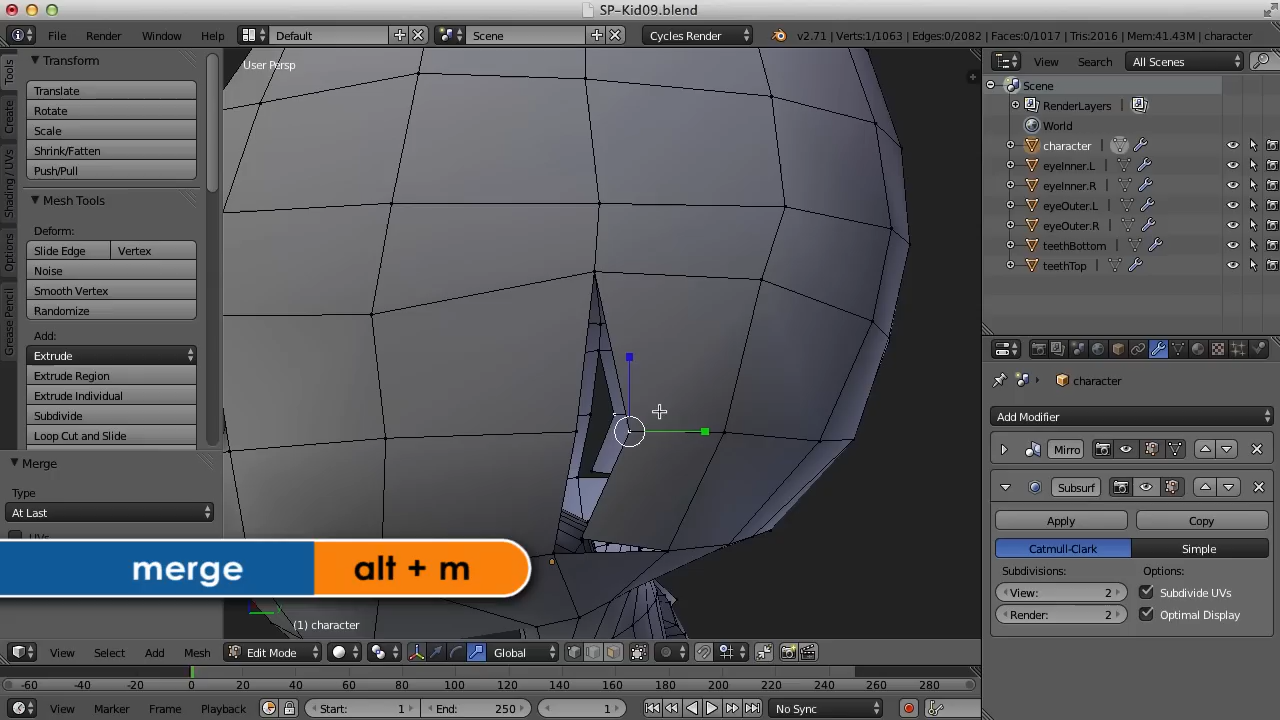 SP-Kid09.blend
File Render Window Help Default Scene Cycles Render v2.71 | Verts:1/1063 | Edges:0/2082 | Faces:0/1017 | Tris:2016 | Mem:41.43M | character
Tools
Create
Shading / UVs
Options
Grease Pencil
Transform
Translate
Rotate
Scale
Shrink/Fatten
Push/Pull
Mesh Tools
Deform:
Slide Edge Vertex
Noise
Smooth Vertex
Randomize
Add:
Extrude
Extrude Region
Extrude Individual
Subdivide
Loop Cut and Slide
Merge
Type
At Last
User Persp
merge alt + m
(1) character
View Select Add Mesh Edit Mode Global
-60 -40 -20 0 20 40 60 80 100 120 140 160 180 200 220 240 260 280
View Marker Frame Playback Start: 1 End: 250 1 No Sync
View Search All Scenes
Scene
RenderLayers |
World
character |
eyeInner.L |
eyeInner.R |
eyeOuter.L |
eyeOuter.R |
teethBottom |
teethTop |
character
Add Modifier
Mirro
Subsurf
Apply Copy
Catmull-Clark Simple
Subdivisions: Options:
View: 2 Subdivide UVs
Render: 2 Optimal Display